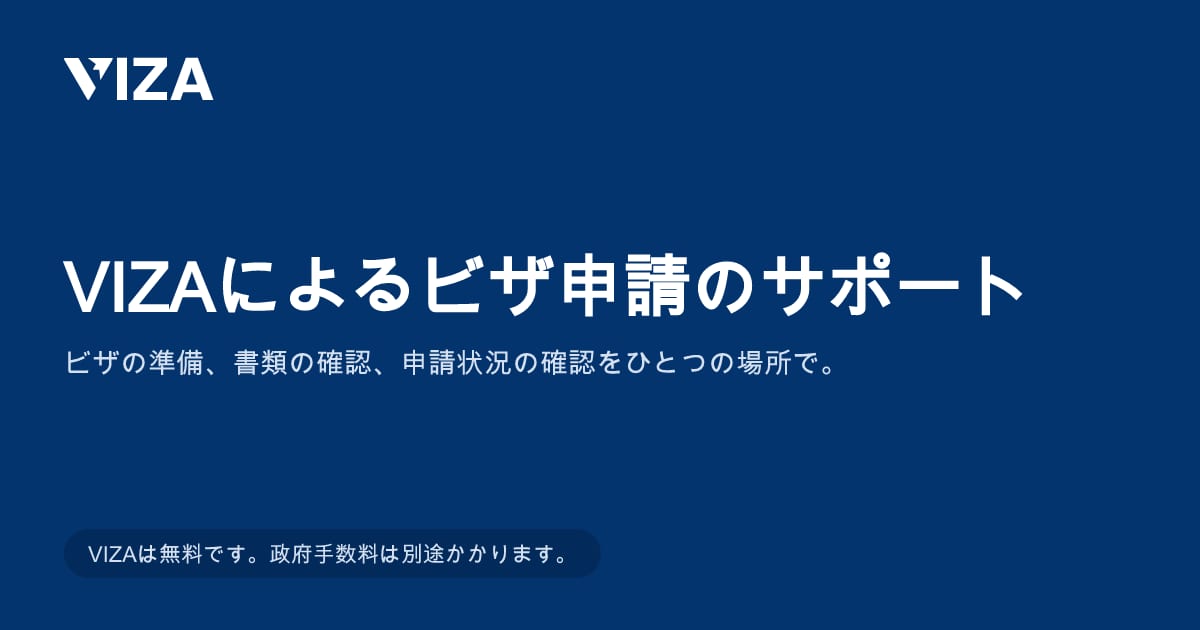 VIZA
VIZAによるビザ申請のサポート
ビザの準備、書類の確認、申請状況の確認をひとつの場所で。
VIZAは無料です。政府手数料は別途かかります。